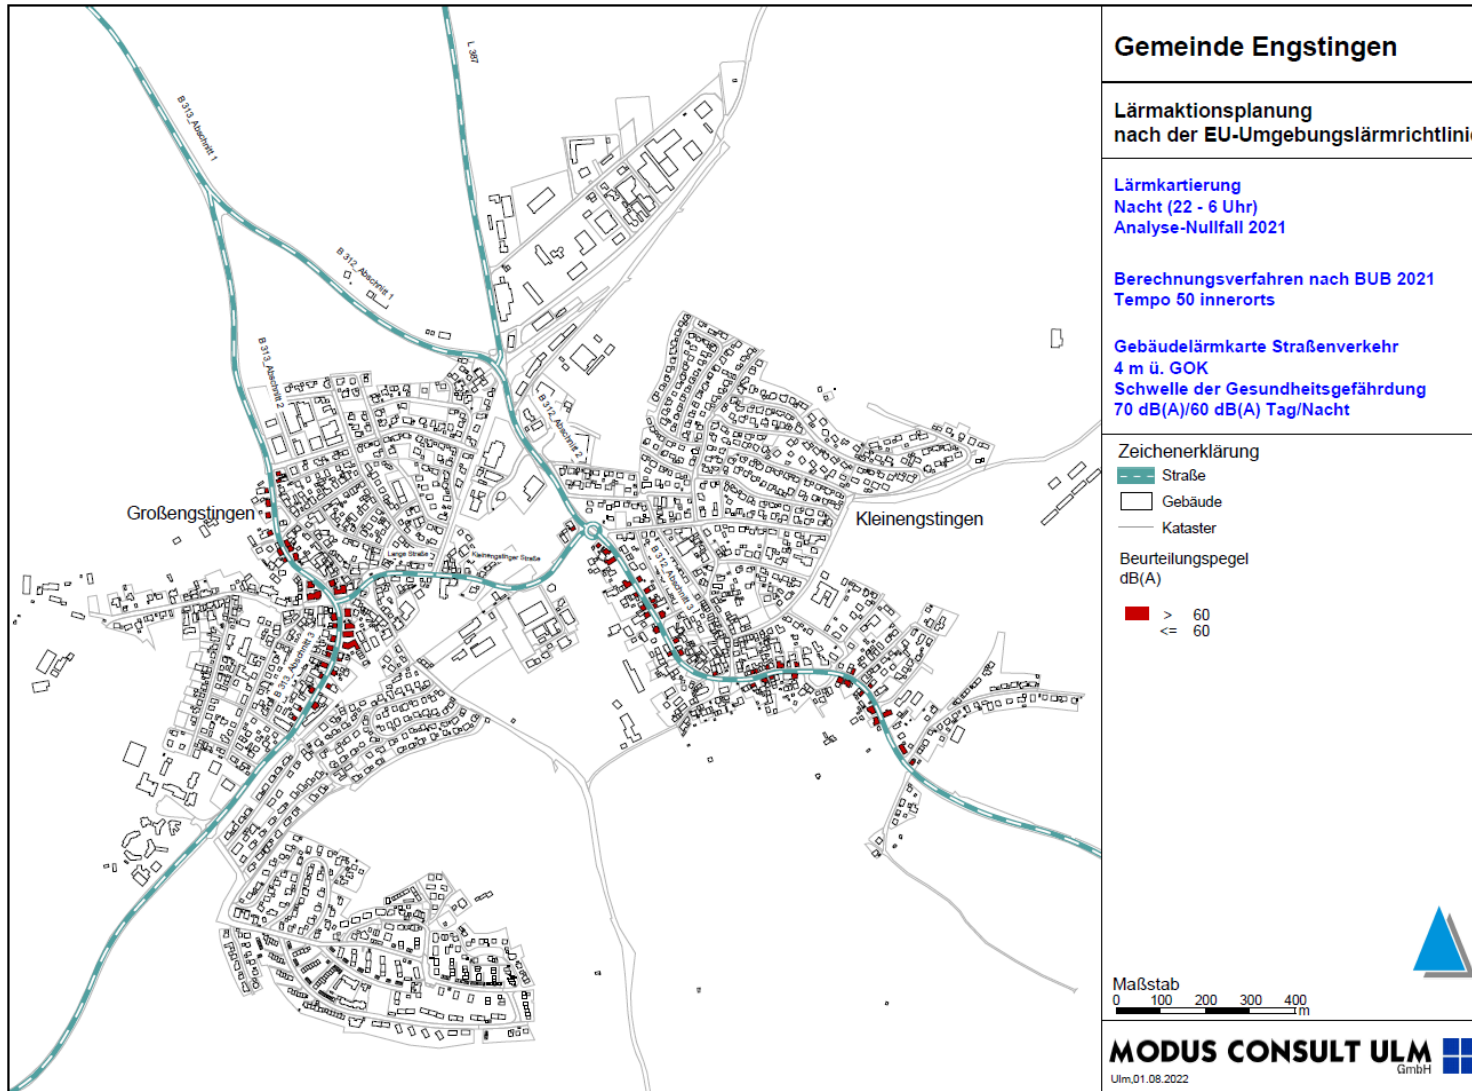 L 387
B 313_Abschnitt 1
B 312_Abschnitt 1
B 313_Abschnitt 2
B 312_Abschnitt 2
Großengstingen
Kleinengstingen
Lange Straße
Kleinengstinger Straße
B 312_Abschnitt 3
B 313_Abschnitt 3
Gemeinde Engstingen
Lärmaktionsplanung
nach der EU-Umgebungslärmrichtlinie
Lärmkartierung
Nacht (22 - 6 Uhr)
Analyse-Nullfall 2021
Berechnungsverfahren nach BUB 2021
Tempo 50 innerorts
Gebäudelärmkarte Straßenverkehr
4 m ü. GOK
Schwelle der Gesundheitsgefährdung
70 dB(A)/60 dB(A) Tag/Nacht
Zeichenerklärung
Straße
Gebäude
Kataster
Beurteilungspegel
dB(A)
> 60
<= 60
Maßstab
0 100 200 300 400
m
MODUS CONSULT ULM
GmbH
Ulm,01.08.2022